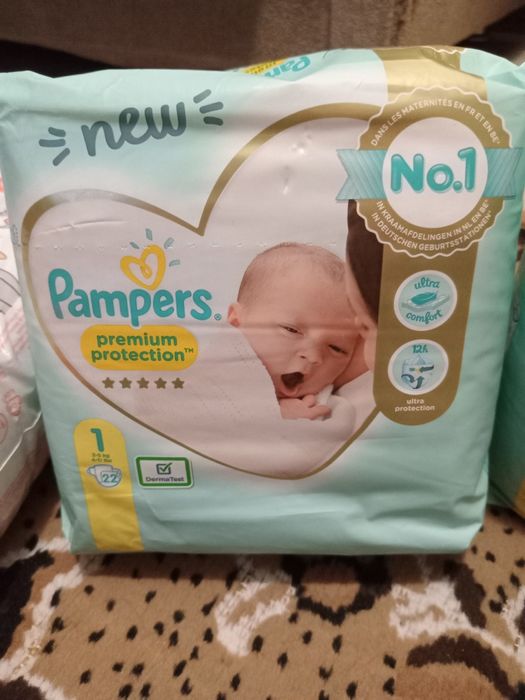 new
DANS LES MATERNITÉS EN FR ET EN BE
No.1
IN KRAAMAFDELINGEN IN NL EN BE
IN DEUTSCHEN GEBURTSSTATIONEN
Pampers
premium
protection™
ultra
comfort
12h
ultra
protection
1
2-5 kg
22
DermaTest